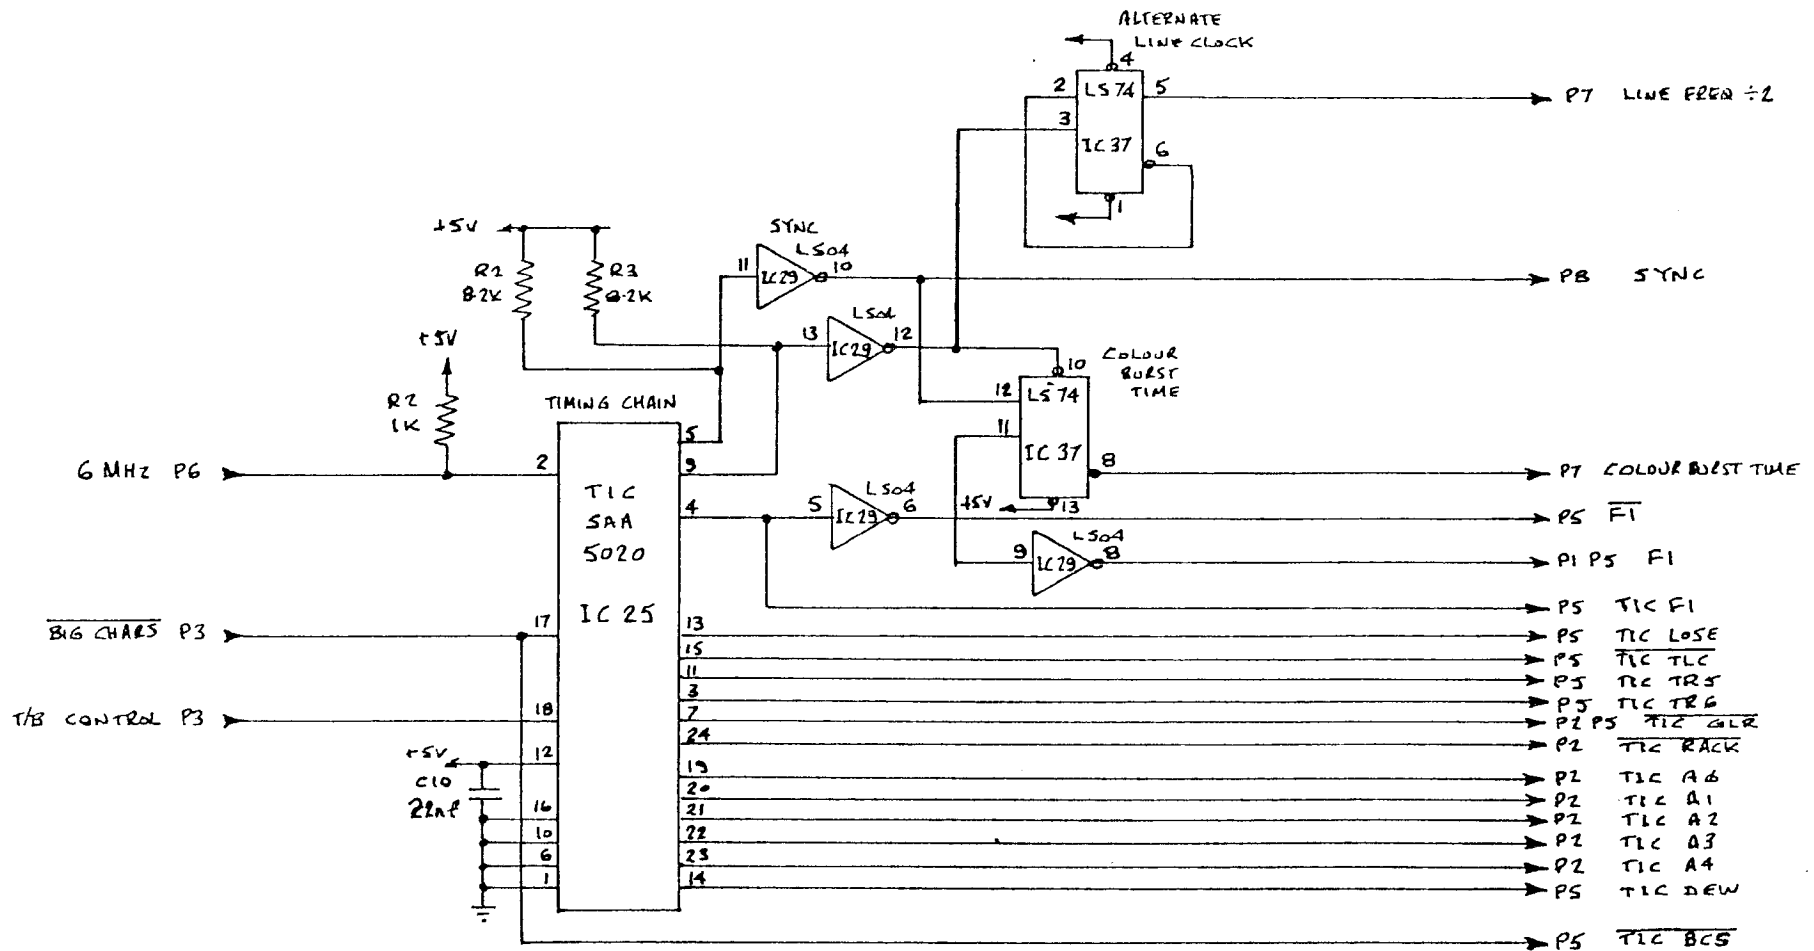 ALTERNATE
LINE CLOCK
4
2
LS74
5
P7 LINE FREQ ÷2
3
IC37
6
1
+5V
SYNC
LS04
11
IC29
10
P8 SYNC
R2
8.2K
R3
8.2K
LS04
13
IC29
12
+5V
R2
1K
COLOUR
BURST
TIME
10
12
LS74
11
IC37
8
P7 COLOUR BURST TIME
+5V
13
TIMING CHAIN
5
9
6 MHZ P6
2
TIC
SAA
5020
IC25
4
5
LS04
IC29
6
P5 F1
LS04
9
IC29
8
P1 P5 F1
P5 TIC F1
BIG CHARS P3
17
13
P5 TIC LOSE
15
P5 TIC TLC
11
P5 TIC TR5
3
P5 TIC TR6
T/B CONTROL P3
18
7
P2 P5 TIC GLR
24
P2 TIC RACK
+5V
12
C10
22nf
19
P2 TIC A0
20
P2 TIC A1
16
21
P2 TIC A2
10
22
P2 TIC A3
6
23
P2 TIC A4
1
14
P5 TIC DEW
P5 TIC BCS